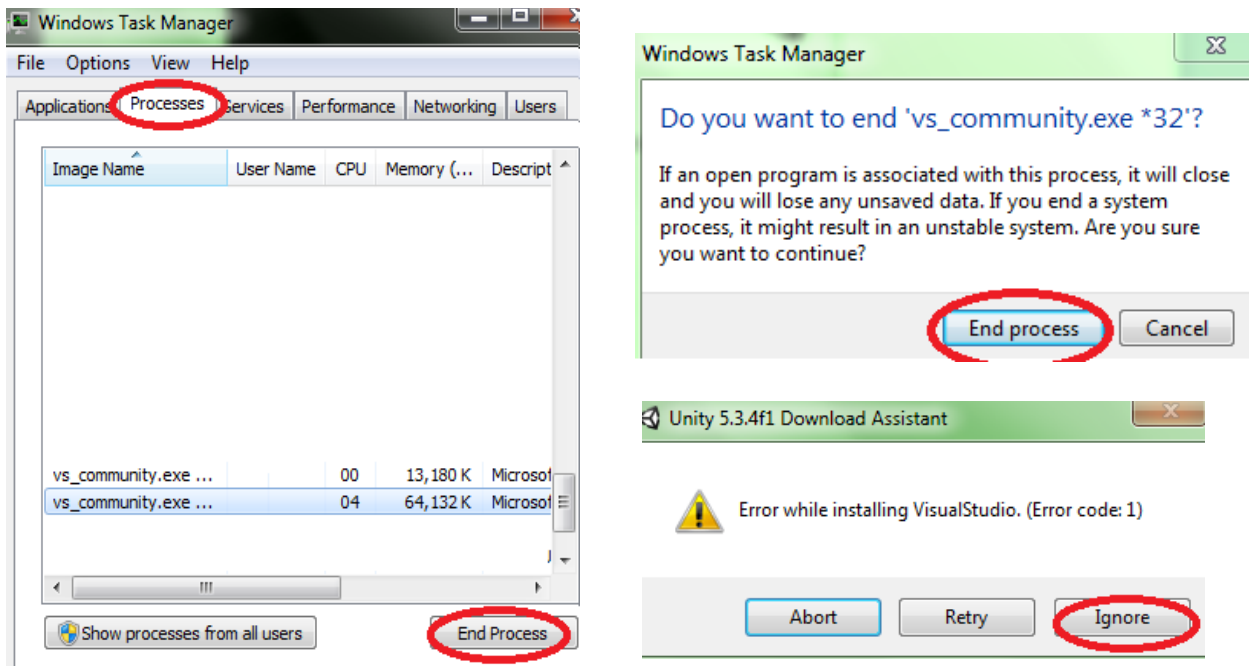 Windows Task Manager
File Options View Help
Applications Processes Services Performance Networking Users
Image Name User Name CPU Memory (... Descript
vs_community.exe ... 00 13,180 K Microsof
vs_community.exe ... 04 64,132 K Microsof
Show processes from all users End Process
Windows Task Manager
Do you want to end 'vs_community.exe *32'?
If an open program is associated with this process, it will close
and you will lose any unsaved data. If you end a system
process, it might result in an unstable system. Are you sure
you want to continue?
End process Cancel
Unity 5.3.4f1 Download Assistant
Error while installing VisualStudio. (Error code: 1)
Abort Retry Ignore